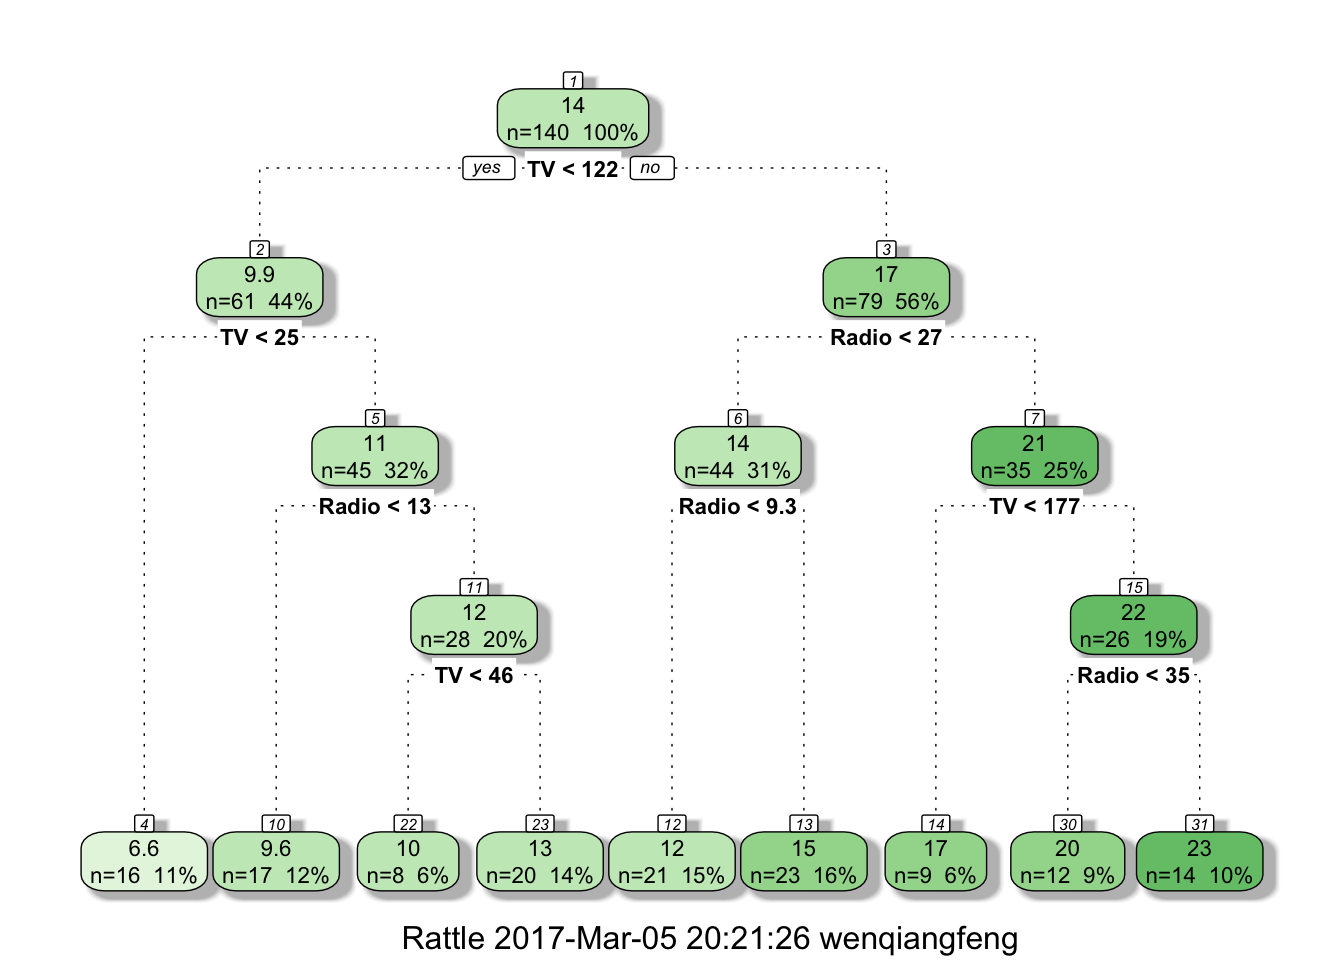 1
14
n=140 100%
yes TV < 122 no
2
9.9
n=61 44%
TV < 25
3
17
n=79 56%
Radio < 27
5
11
n=45 32%
Radio < 13
6
14
n=44 31%
Radio < 9.3
7
21
n=35 25%
TV < 177
11
12
n=28 20%
TV < 46
15
22
n=26 19%
Radio < 35
4
6.6
n=16 11%
10
9.6
n=17 12%
22
10
n=8 6%
23
13
n=20 14%
12
12
n=21 15%
13
15
n=23 16%
14
17
n=9 6%
30
20
n=12 9%
31
23
n=14 10%
Rattle 2017-Mar-05 20:21:26 wenqiangfeng